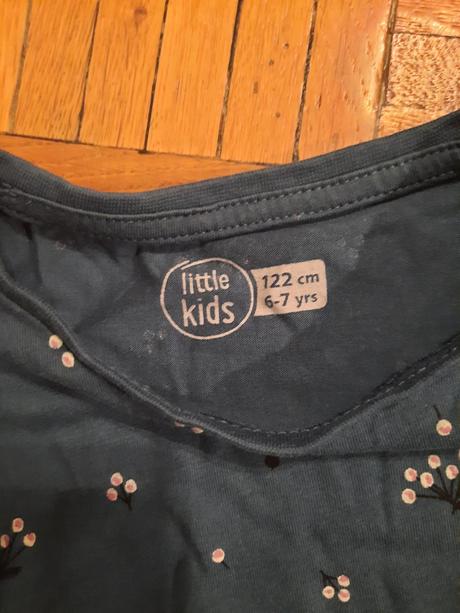 little
kids
122 cm
6-7 yrs